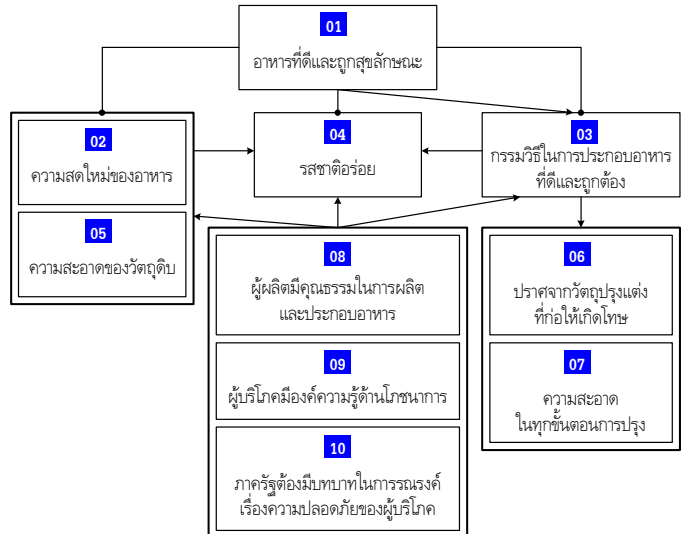 01
อาหารที่ดีและถูกสุขลักษณะ
02
ความสดใหม่ของอาหาร
04
รสชาติอร่อย
03
กรรมวิธีในการประกอบอาหาร
ที่ดีและถูกต้อง
05
ความสะอาดของวัตถุดิบ
08
ผู้ผลิตมีคุณธรรมในการผลิต
และประกอบอาหาร
06
ปราศจากวัตถุปรุงแต่ง
ที่ก่อให้เกิดโทษ
09
ผู้บริโภคมีองค์ความรู้ด้านโภชนาการ
07
ความสะอาด
ในทุกขั้นตอนการปรุง
10
ภาครัฐต้องมีบทบาทในการรณรงค์
เรื่องความปลอดภัยของผู้บริโภค